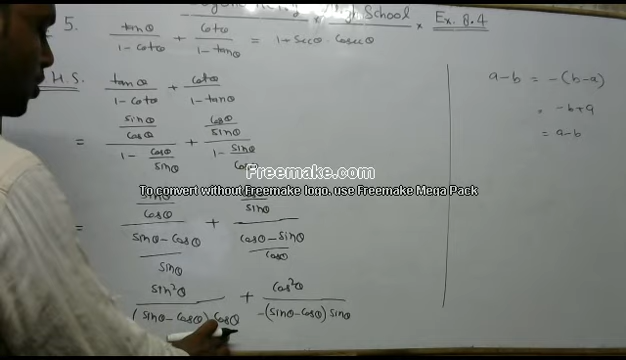 High School Ex. 8.4
5. tanθ/(1-cotθ) + cotθ/(1-tanθ) = 1+secθ·cosecθ
H.S. tanθ/(1-cotθ) + cotθ/(1-tanθ)
= (sinθ/cosθ)/(1-cosθ/sinθ) + (cosθ/sinθ)/(1-sinθ/cosθ)
= (sinθ/cosθ)/((sinθ-cosθ)/sinθ) + /sinθ/((cosθ-sinθ)/cosθ)
sin²θ/((sinθ-cosθ)cosθ) + cos²θ/(-(sinθ-cosθ)sinθ)
a-b = -(b-a)
= -b+a
= a-b
Freemake.com
To convert without Freemake logo, use Freemake Mega Pack